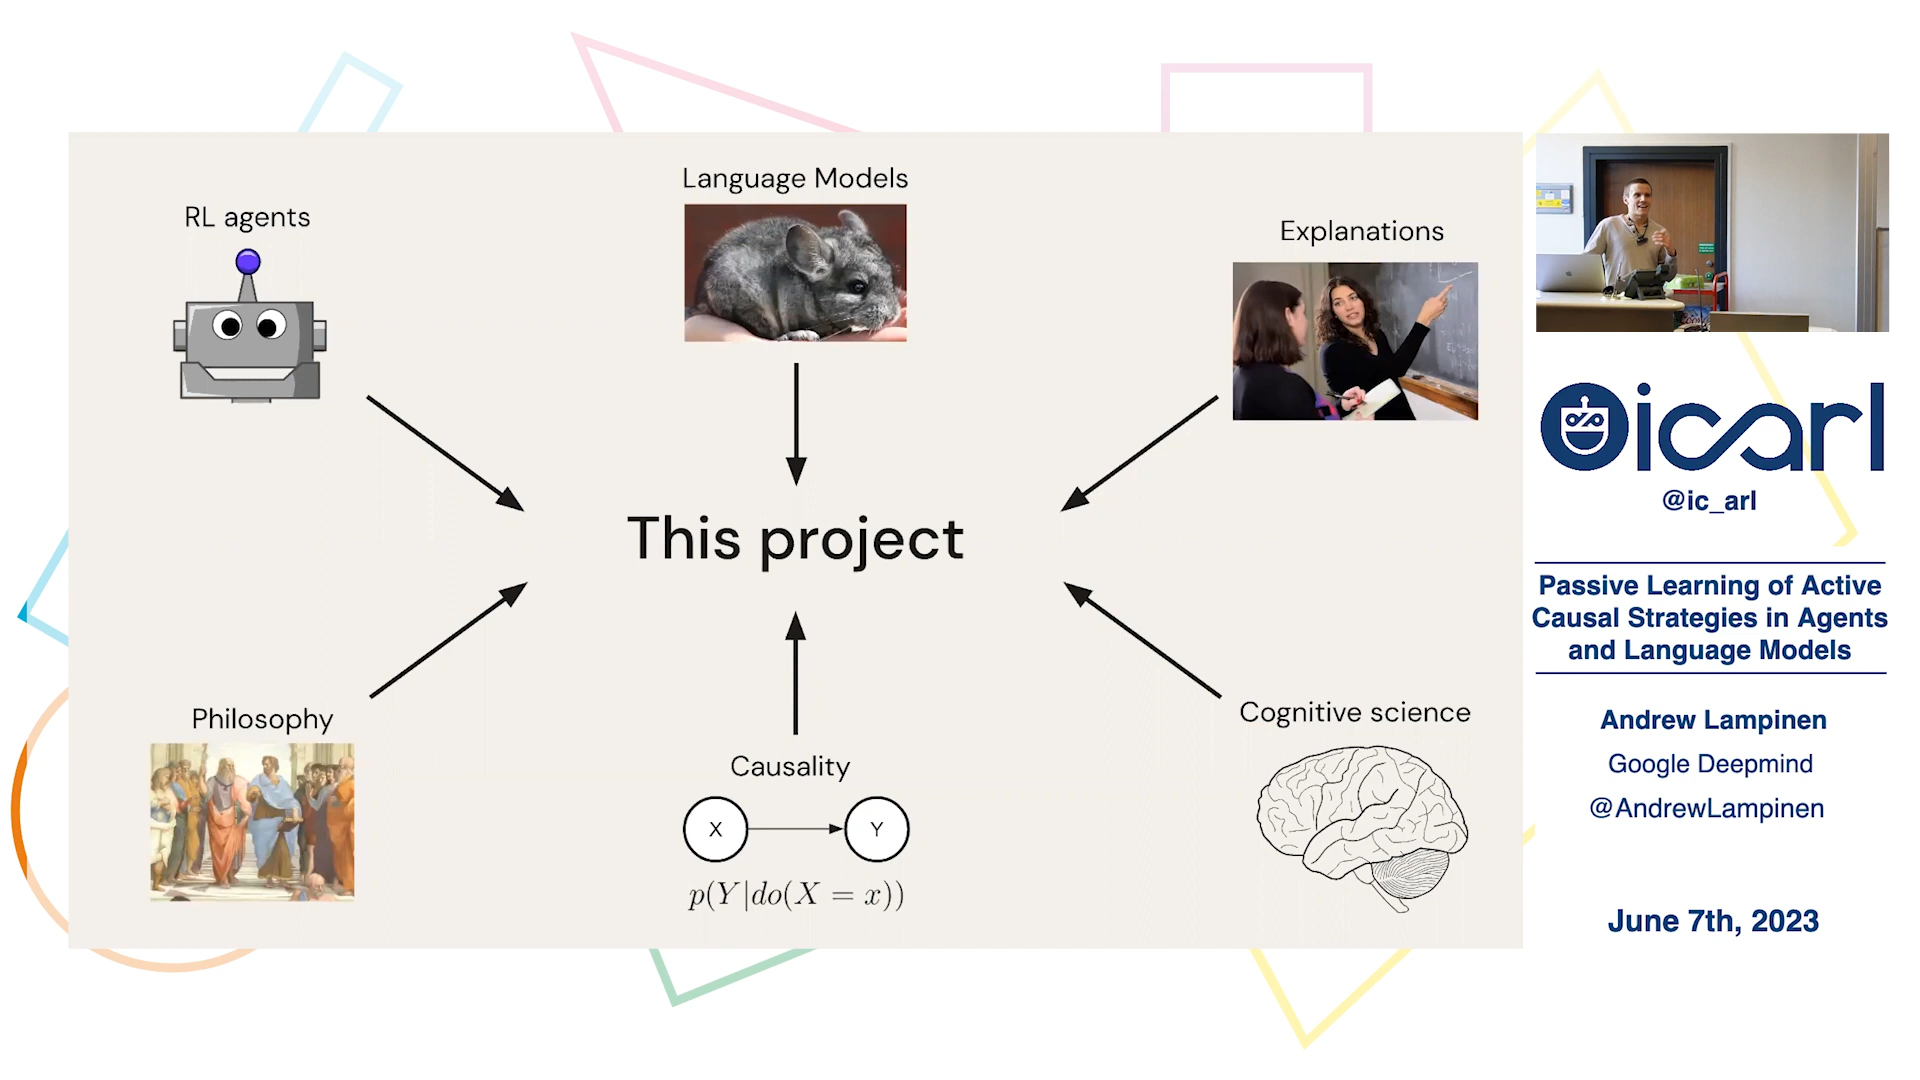 Language Models
RL agents
Explanations
This project
Philosophy
Causality
X
Y
p(Y|do(X = x))
Cognitive science
icarl
@ic_arl
Passive Learning of Active
Causal Strategies in Agents
and Language Models
Andrew Lampinen
Google Deepmind
@AndrewLampinen
June 7th, 2023